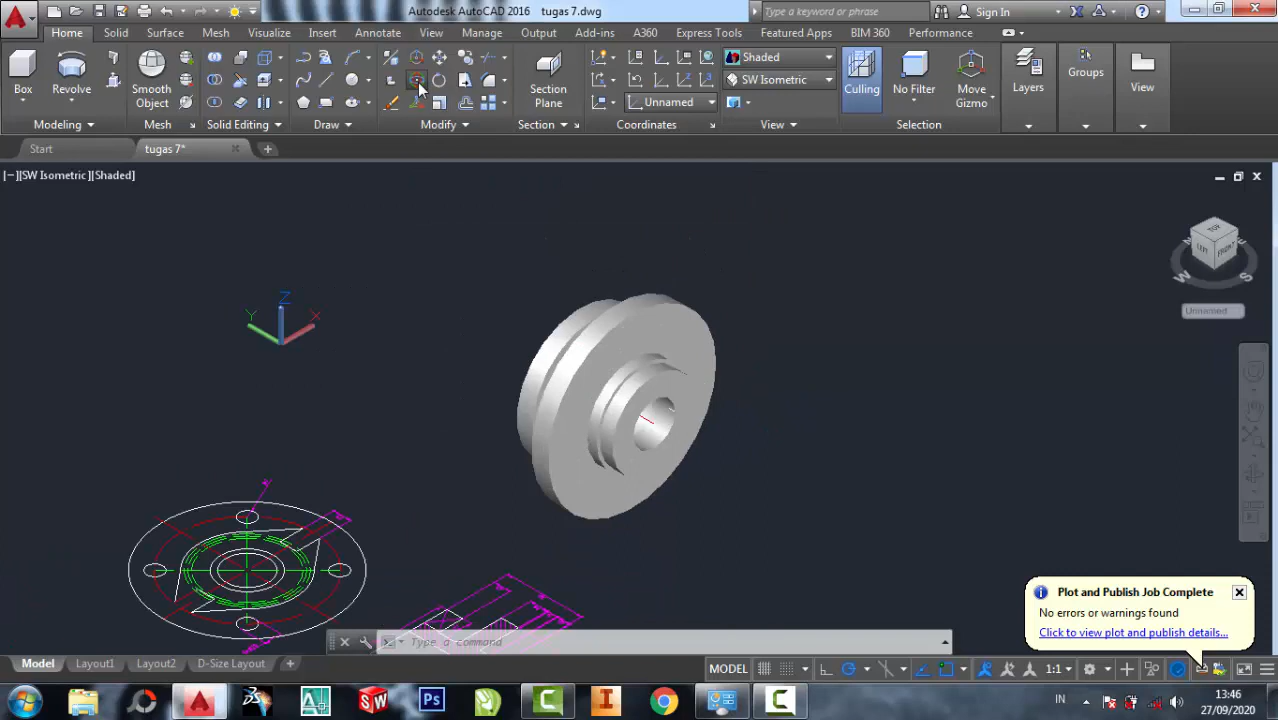 Autodesk AutoCAD 2016 tugas 7.dwg
Type a keyword or phrase
Sign In
Home Solid Surface Mesh Visualize Insert Annotate View Manage Output Add-ins A360 Express Tools Featured Apps BIM 360 Performance
Shaded
SW Isometric
Unnamed
Box
Revolve
Smooth
Object
Section
Plane
Culling
No Filter
Move
Gizmo
Layers
Groups
View
Modeling
Mesh
Solid Editing
Draw
Modify
Section
Coordinates
View
Selection
Start
tugas 7*
[−][SW Isometric][Shaded]
TOP
LEFT
FRONT
W
S
Unnamed
Z
Y
X
Plot and Publish Job Complete
No errors or warnings found
Click to view plot and publish details...
Type a command
Model Layout1 Layout2 D-Size Layout
MODEL
1:1
SW
Ps
IN
13:46
27/09/2020